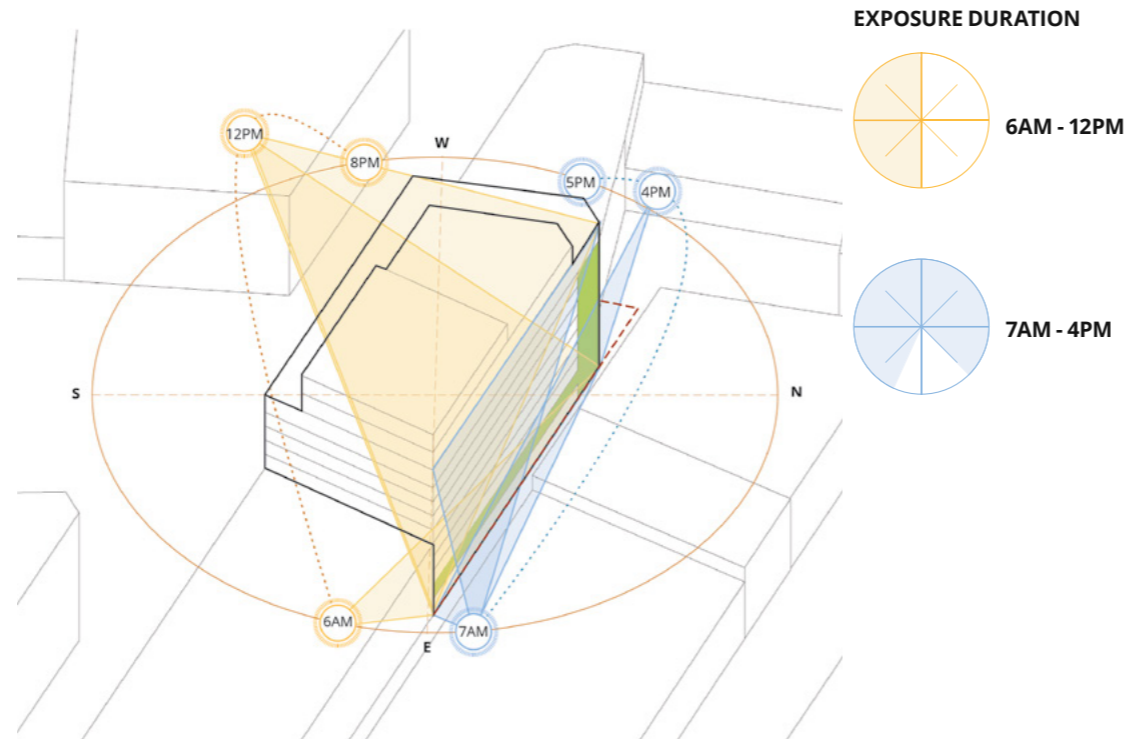 EXPOSURE DURATION
12PM
8PM
W
5PM
4PM
6AM - 12PM
S
N
7AM - 4PM
6AM
7AM
E